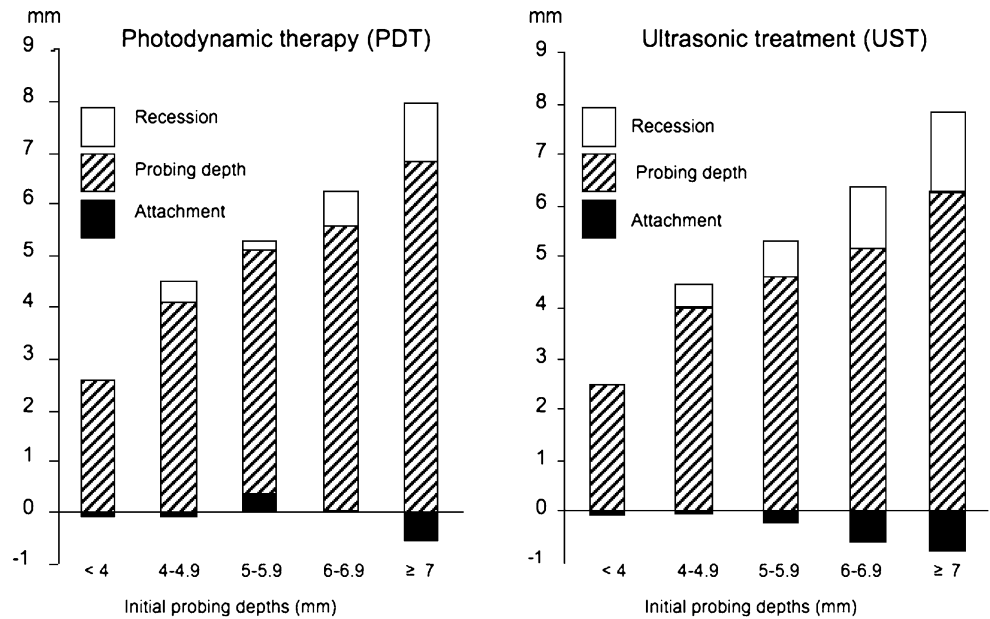 mm
Photodynamic therapy (PDT)
9
8
7
6
5
4
3
2
1
0
-1
Recession
Probing depth
Attachment
< 4
4-4.9
5-5.9
6-6.9
≥ 7
Initial probing depths (mm)
mm
Ultrasonic treatment (UST)
9
8
7
6
5
4
3
2
1
0
-1
Recession
Probing depth
Attachment
< 4
4-4.9
5-5.9
6-6.9
≥ 7
Initial probing depths (mm)